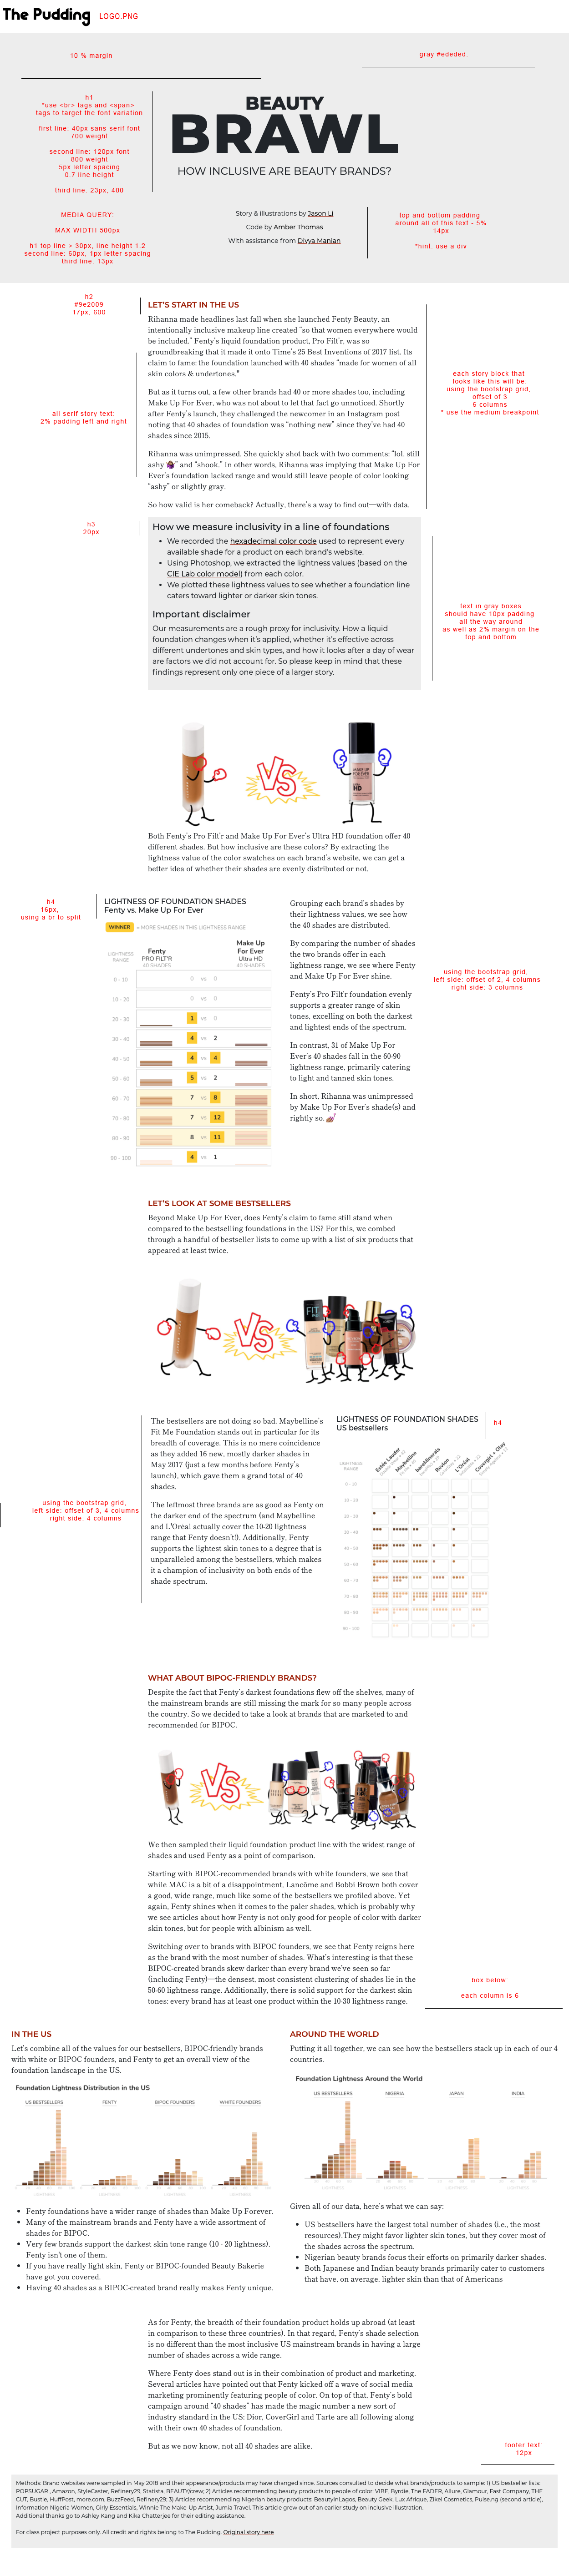 The Pudding LOGO.PNG
10 % margin
gray #ededed:
h1
*use <br> tags and <span>
tags to target the font variation
first line: 40px sans-serif font
700 weight
second line: 120px font
800 weight
5px letter spacing
0.7 line height
third line: 23px, 400
BEAUTY
BRAWL
HOW INCLUSIVE ARE BEAUTY BRANDS?
MEDIA QUERY:
MAX WIDTH 500px
h1 top line > 30px, line height 1.2
second line: 60px, 1px letter spacing
third line: 13px
Story & illustrations by Jason Li
Code by Amber Thomas
With assistance from Divya Manian
top and bottom padding
around all of this text - 5%
14px
*hint: use a div
h2
#9e2009
17px, 600
LET'S START IN THE US
Rihanna made headlines last fall when she launched Fenty Beauty, an
intentionally inclusive makeup line created "so that women everywhere would
be included." Fenty's liquid foundation product, Pro Filt'r, was so
groundbreaking that it made it onto Time's 25 Best Inventions of 2017 list. Its
claim to fame: the foundation launched with 40 shades "made for women of all
skin colors & undertones."
But as it turns out, a few other brands had 40 or more shades too, including
Make Up For Ever, who was not about to let that fact go unnoticed. Shortly
after Fenty's launch, they challenged the newcomer in an Instagram post
noting that 40 shades of foundation was "nothing new" since they've had 40
shades since 2015.
Rihanna was unimpressed. She quickly shot back with two comments: "lol. still
ashy " and "shook." In other words, Rihanna was implying that Make Up For
Ever's foundation lacked range and would still leave people of color looking
"ashy" or slightly gray.
So how valid is her comeback? Actually, there's a way to find out—with data.
all serif story text:
2% padding left and right
each story block that
looks like this will be:
using the bootstrap grid,
offset of 3
6 columns
* use the medium breakpoint
h3
20px
How we measure inclusivity in a line of foundations
• We recorded the hexadecimal color code used to represent every
available shade for a product on each brand's website.
• Using Photoshop, we extracted the lightness values (based on the
CIE Lab color model) from each color.
• We plotted these lightness values to see whether a foundation line
caters toward lighter or darker skin tones.
Important disclaimer
Our measurements are a rough proxy for inclusivity. How a liquid
foundation changes when it's applied, whether it's effective across
different undertones and skin types, and how it looks after a day of wear
are factors we did not account for. So please keep in mind that these
findings represent only one piece of a larger story.
text in gray boxes
should have 10px padding
all the way around
as well as 2% margin on the
top and bottom
VS
MAKE UP
FOR EVER
HD
Both Fenty's Pro Filt'r and Make Up For Ever's Ultra HD foundation offer 40
different shades. But how inclusive are these colors? By extracting the
lightness value of the color swatches on each brand's website, we can get a
better idea of whether their shades are evenly distributed or not.
h4
16px,
using a br to split
LIGHTNESS OF FOUNDATION SHADES
Fenty vs. Make Up For Ever
WINNER = MORE SHADES IN THIS LIGHTNESS RANGE
LIGHTNESS
RANGE
Fenty
PRO FILT'R
40 SHADES
Make Up
For Ever
Ultra HD
40 SHADES
0 - 10 0 vs 0
10 - 20 0 vs 0
20 - 30 1 vs 0
30 - 40 4 vs 2
40 - 50 4 vs 4
50 - 60 5 vs 2
60 - 70 7 vs 8
70 - 80 7 vs 12
80 - 90 8 vs 11
90 - 100 4 vs 1
Grouping each brand's shades by
their lightness values, we see how
the 40 shades are distributed.
By comparing the number of shades
the two brands offer in each
lightness range, we see where Fenty
and Make Up For Ever shine.
Fenty's Pro Filt'r foundation evenly
supports a greater range of skin
tones, excelling on both the darkest
and lightest ends of the spectrum.
In contrast, 31 of Make Up For
Ever's 40 shades fall in the 60-90
lightness range, primarily catering
to light and tanned skin tones.
In short, Rihanna was unimpressed
by Make Up For Ever's shade(s) and
rightly so.
using the bootstrap grid,
left side: offset of 2, 4 columns
right side: 3 columns
LET'S LOOK AT SOME BESTSELLERS
Beyond Make Up For Ever, does Fenty's claim to fame still stand when
compared to the bestselling foundations in the US? For this, we combed
through a handful of bestseller lists to come up with a list of six products that
appeared at least twice.
VS
FIT
The bestsellers are not doing so bad. Maybelline's
Fit Me Foundation stands out in particular for its
breadth of coverage. This is no mere coincidence
as they added 16 new, mostly darker shades in
May 2017 (just a few months before Fenty's
launch), which gave them a grand total of 40
shades.
The leftmost three brands are as good as Fenty on
the darker end of the spectrum (and Maybelline
and L'Oréal actually cover the 10-20 lightness
range that Fenty doesn't!). Additionally, Fenty
supports the lightest skin tones to a degree that is
unparalleled among the bestsellers, which makes
it a champion of inclusivity on both ends of the
shade spectrum.
using the bootstrap grid,
left side: offset of 3, 4 columns
right side: 4 columns
LIGHTNESS OF FOUNDATION SHADES
US bestsellers
h4
LIGHTNESS
RANGE
Estée Lauder
Maybelline
bareMinerals
Revlon
L'Oréal
Covergirl + Olay
0 - 10
10 - 20
20 - 30
30 - 40
40 - 50
50 - 60
60 - 70
70 - 80
80 - 90
90 - 100
WHAT ABOUT BIPOC-FRIENDLY BRANDS?
Despite the fact that Fenty's darkest foundations flew off the shelves, many of
the mainstream brands are still missing the mark for so many people across
the country. So we decided to take a look at brands that are marketed to and
recommended for BIPOC.
VS
We then sampled their liquid foundation product line with the widest range of
shades and used Fenty as a point of comparison.
Starting with BIPOC-recommended brands with white founders, we see that
while MAC is a bit of a disappointment, Lancôme and Bobbi Brown both cover
a good, wide range, much like some of the bestsellers we profiled above. Yet
again, Fenty shines when it comes to the paler shades, which is probably why
we see articles about how Fenty is not only good for people of color with darker
skin tones, but for people with albinism as well.
Switching over to brands with BIPOC founders, we see that Fenty reigns here
as the brand with the most number of shades. What's interesting is that these
BIPOC-created brands skew darker than every brand we've seen so far
(including Fenty)—the densest, most consistent clustering of shades lie in the
50-60 lightness range. Additionally, there is solid support for the darkest skin
tones: every brand has at least one product within the 10-30 lightness range.
box below:
each column is 6
IN THE US
Let's combine all of the values for our bestsellers, BIPOC-friendly brands
with white or BIPOC founders, and Fenty to get an overall view of the
foundation landscape in the US.
Foundation Lightness Distribution in the US
US BESTSELLERS FENTY BIPOC FOUNDERS WHITE FOUNDERS
• Fenty foundations have a wider range of shades than Make Up Forever.
• Many of the mainstream brands and Fenty have a wide assortment of
shades for BIPOC.
• Very few brands support the darkest skin tone range (10 - 20 lightness).
Fenty isn't one of them.
• If you have really light skin, Fenty or BIPOC-founded Beauty Bakerie
have got you covered.
• Having 40 shades as a BIPOC-created brand really makes Fenty unique.
AROUND THE WORLD
Putting it all together, we can see how the bestsellers stack up in each of our 4
countries.
Foundation Lightness Around the World
US BESTSELLERS NIGERIA JAPAN INDIA
Given all of our data, here's what we can say:
• US bestsellers have the largest total number of shades (i.e., the most
resources).They might favor lighter skin tones, but they cover most of
the shades across the spectrum.
• Nigerian beauty brands focus their efforts on primarily darker shades.
• Both Japanese and Indian beauty brands primarily cater to customers
that have, on average, lighter skin than that of Americans
As for Fenty, the breadth of their foundation product holds up abroad (at least
in comparison to these three countries). In that regard, Fenty's shade selection
is no different than the most inclusive US mainstream brands in having a large
number of shades across a wide range.
Where Fenty does stand out is in their combination of product and marketing.
Several articles have pointed out that Fenty kicked off a wave of social media
marketing prominently featuring people of color. On top of that, Fenty's bold
campaign around "40 shades" has made the magic number a new sort of
industry standard in the US: Dior, CoverGirl and Tarte are all following along
with their own 40 shades of foundation.
But as we now know, not all 40 shades are alike.
footer text:
12px
Methods: Brand websites were sampled in May 2018 and their appearance/products may have changed since. Sources consulted to decide what brands/products to sample: 1) US bestseller lists:
POPSUGAR , Amazon, StyleCaster, Refinery29, Statista, BEAUTY/crew; 2) Articles recommending beauty products to people of color: VIBE, Byrdie, The FADER, Allure, Glamour, Fast Company, THE
CUT, Bustle, HuffPost, more.com, BuzzFeed, Refinery29; 3) Articles recommending Nigerian beauty products: BeautyInLagos, Beauty Geek, Lux Afrique, Zikel Cosmetics, Pulse.ng (second article),
Information Nigeria Women, Girly Essentials, Winnie The Make-Up Artist, Jumia Travel. This article grew out of an earlier study on inclusive illustration.
Additional thanks go to Ashley Kang and Kika Chatterjee for their editing assistance.
For class project purposes only. All credit and rights belong to The Pudding. Original story here